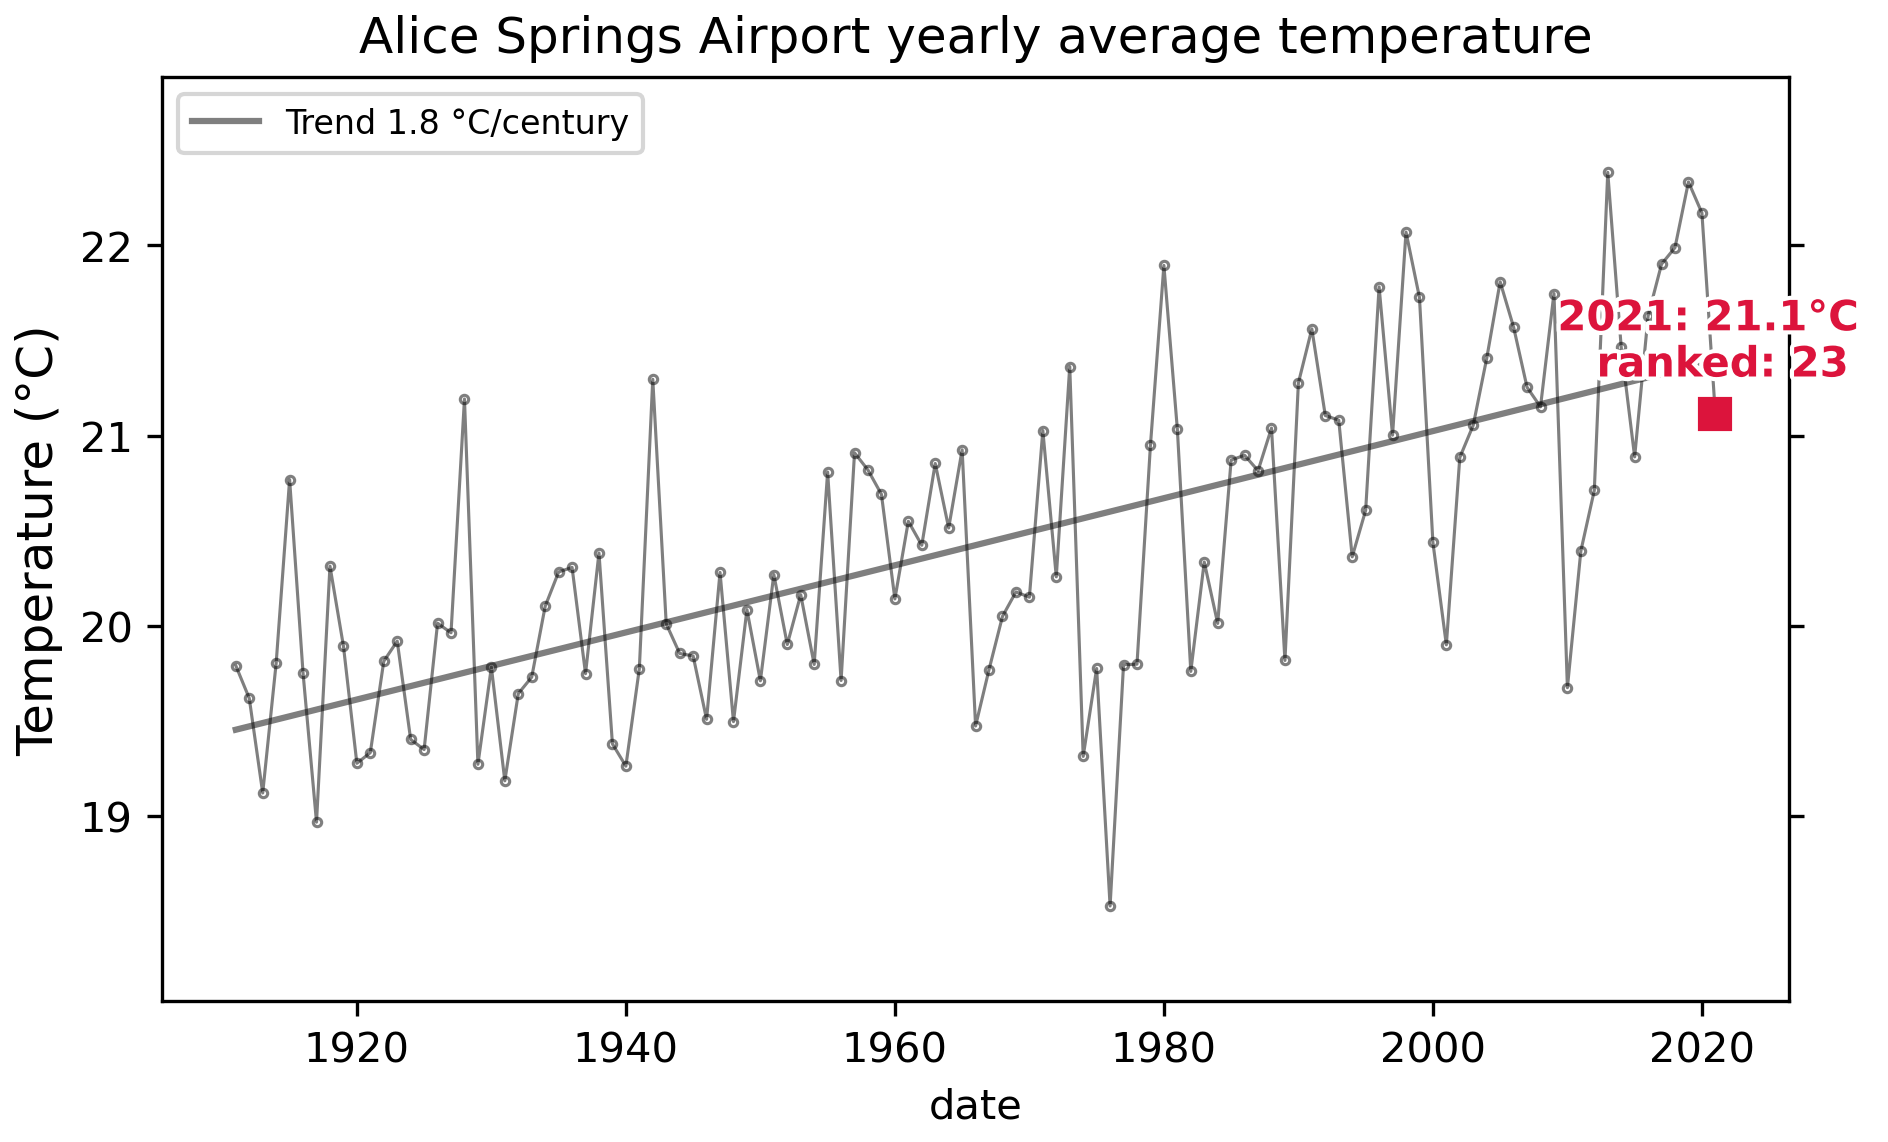 Alice Springs Airport yearly average temperature
Trend 1.8 °C/century
Temperature (°C)
22
21
20
19
2021: 21.1°C
ranked: 23
1920 1940 1960 1980 2000 2020
date